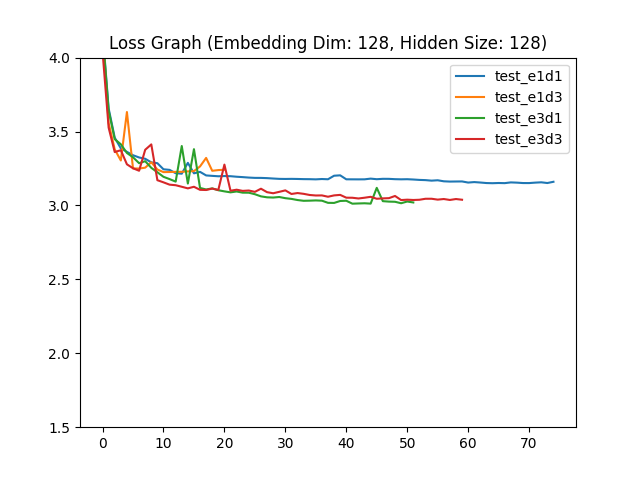 Loss Graph (Embedding Dim: 128, Hidden Size: 128)
4.0
3.5
3.0
2.5
2.0
1.5
0 10 20 30 40 50 60 70
test_e1d1
test_e1d3
test_e3d1
test_e3d3